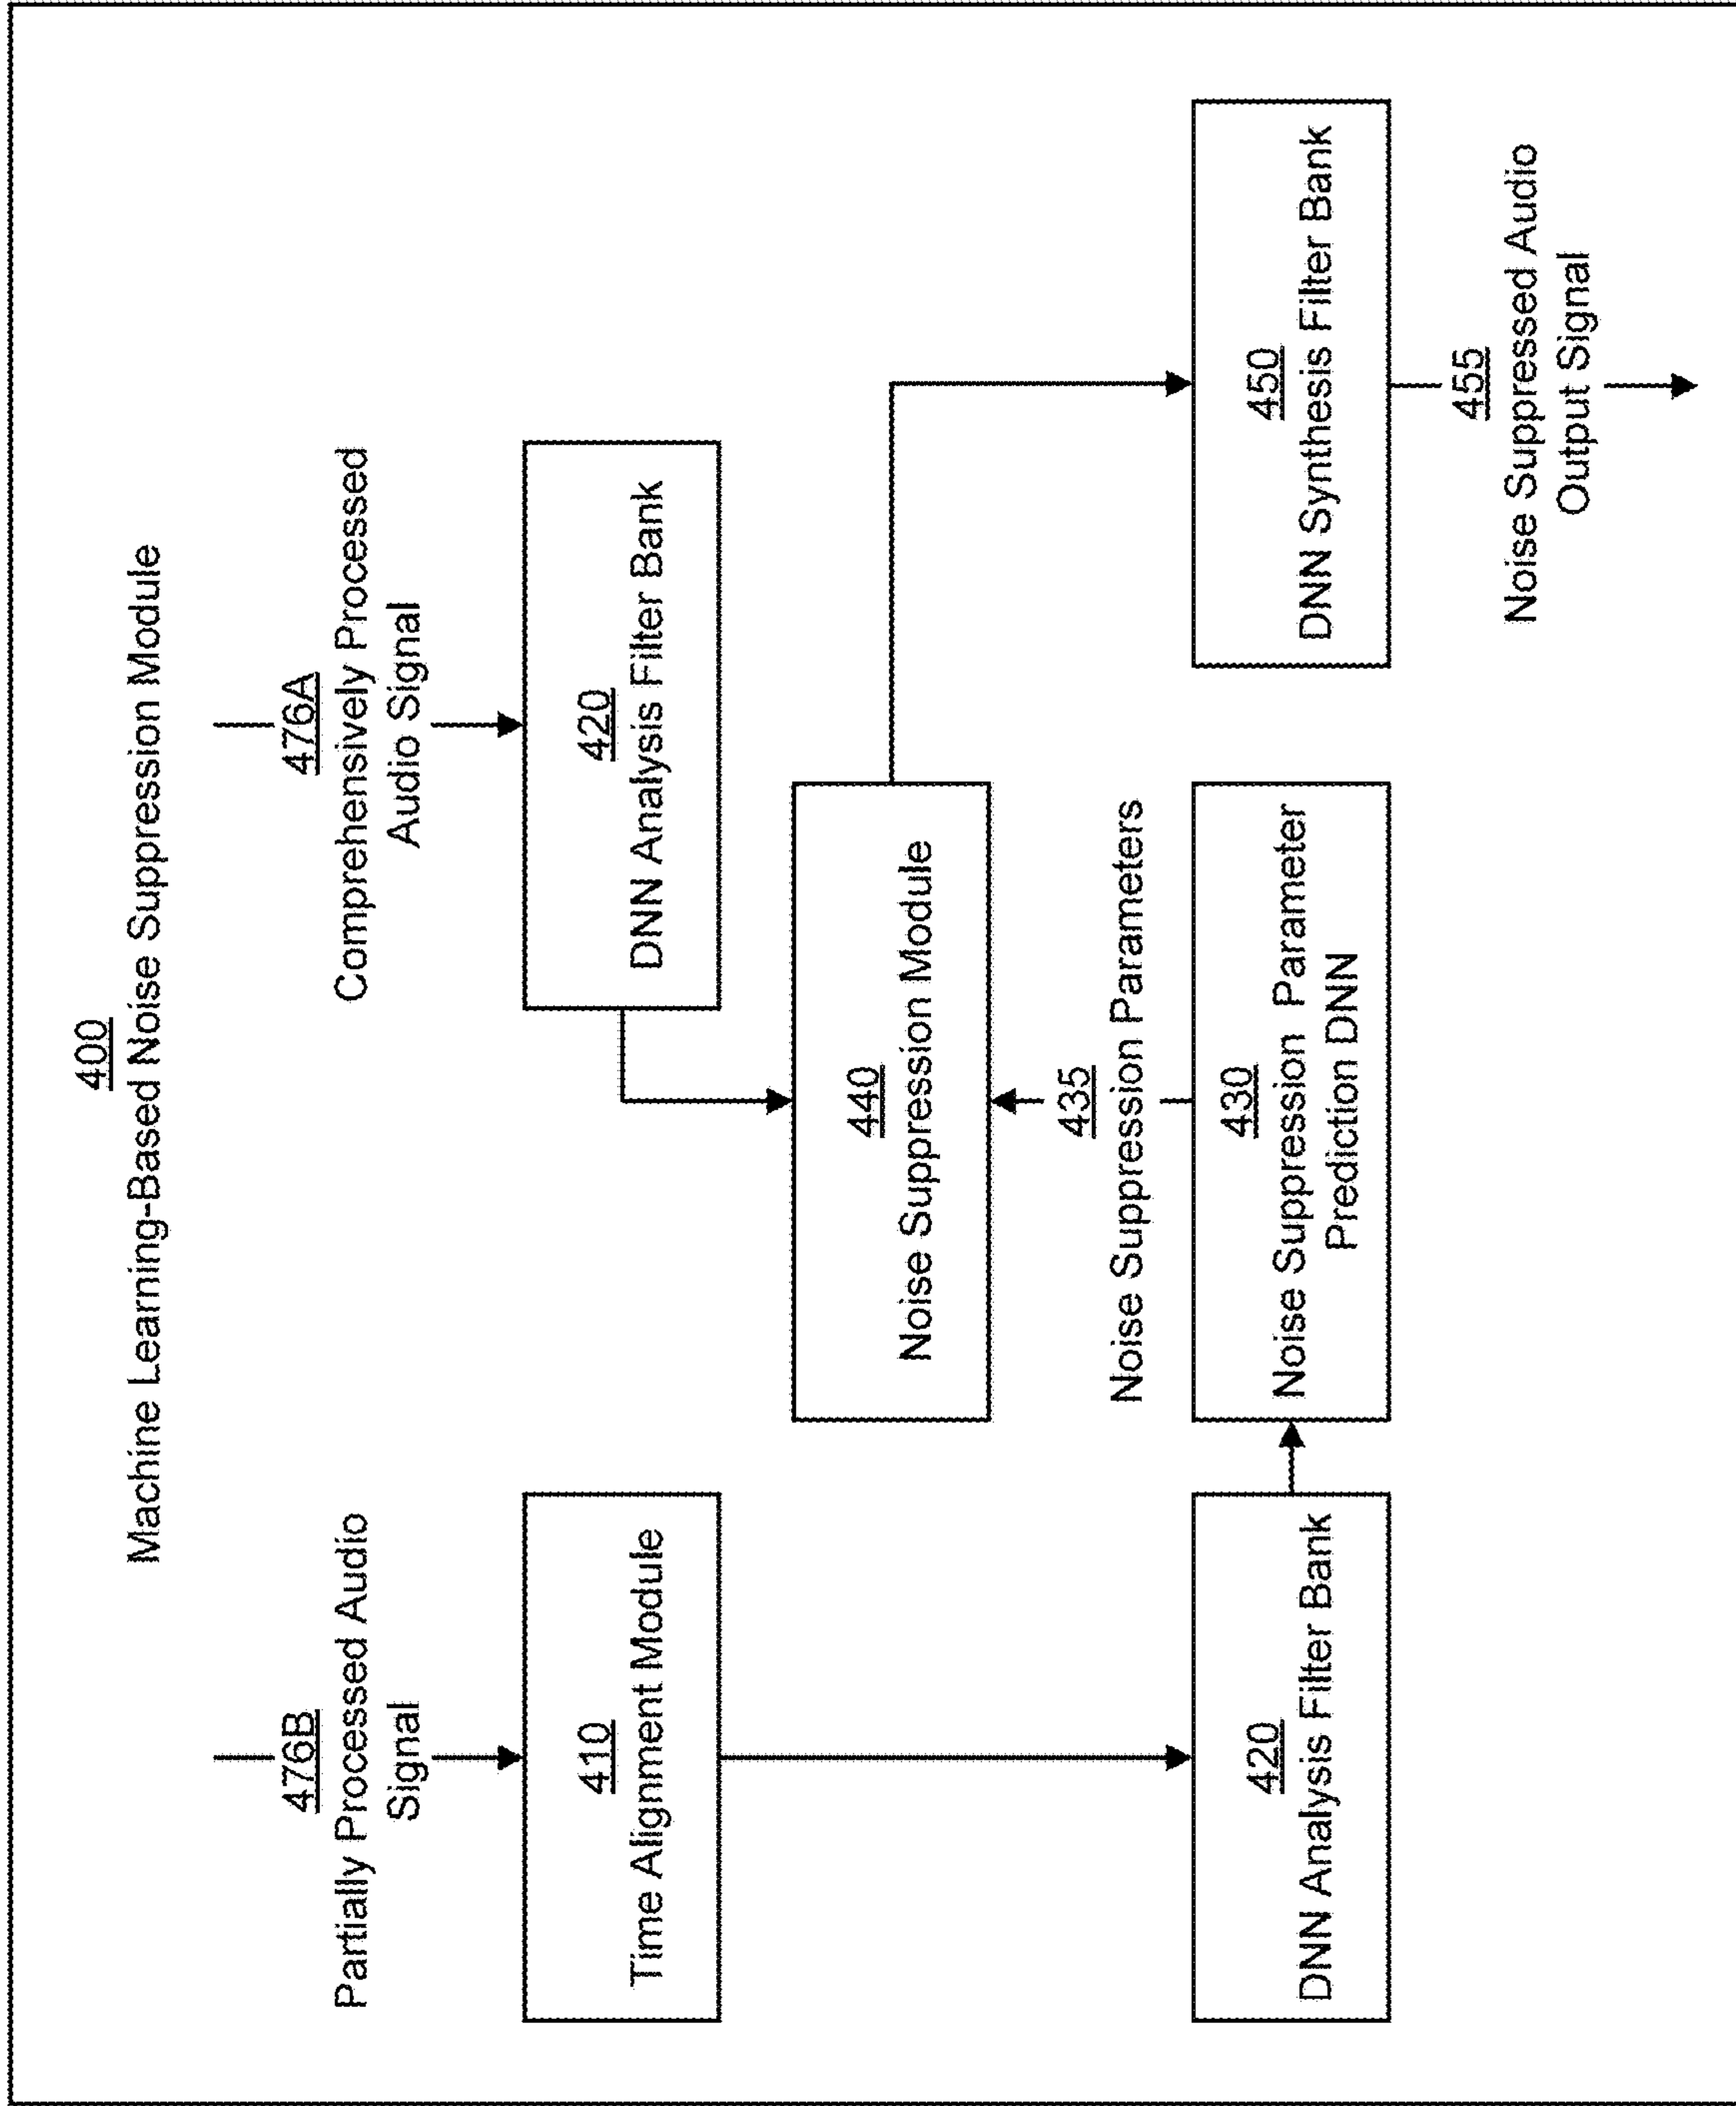 400
Machine Learning-Based Noise Suppression Module
476B
Partially Processed Audio
Signal
476A
Comprehensively Processed
Audio Signal
410
Time Alignment Module
420
DNN Analysis Filter Bank
440
Noise Suppression Module
435
Noise Suppression Parameters
420
DNN Analysis Filter Bank
430
Noise Suppression Parameter
Prediction DNN
450
DNN Synthesis Filter Bank
455
Noise Suppressed Audio
Output Signal